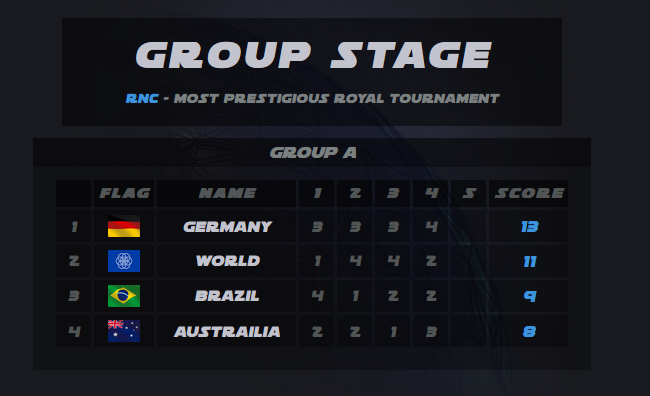 GROUP STAGE
RNC - MOST PRESTIGIOUS ROYAL TOURNAMENT
GROUP A
FLAG NAME 1 2 3 4 5 SCORE
1 GERMANY 3 3 3 4 13
2 WORLD 1 4 4 2 11
3 BRAZIL 4 1 2 2 9
4 AUSTRAILIA 2 2 1 3 8